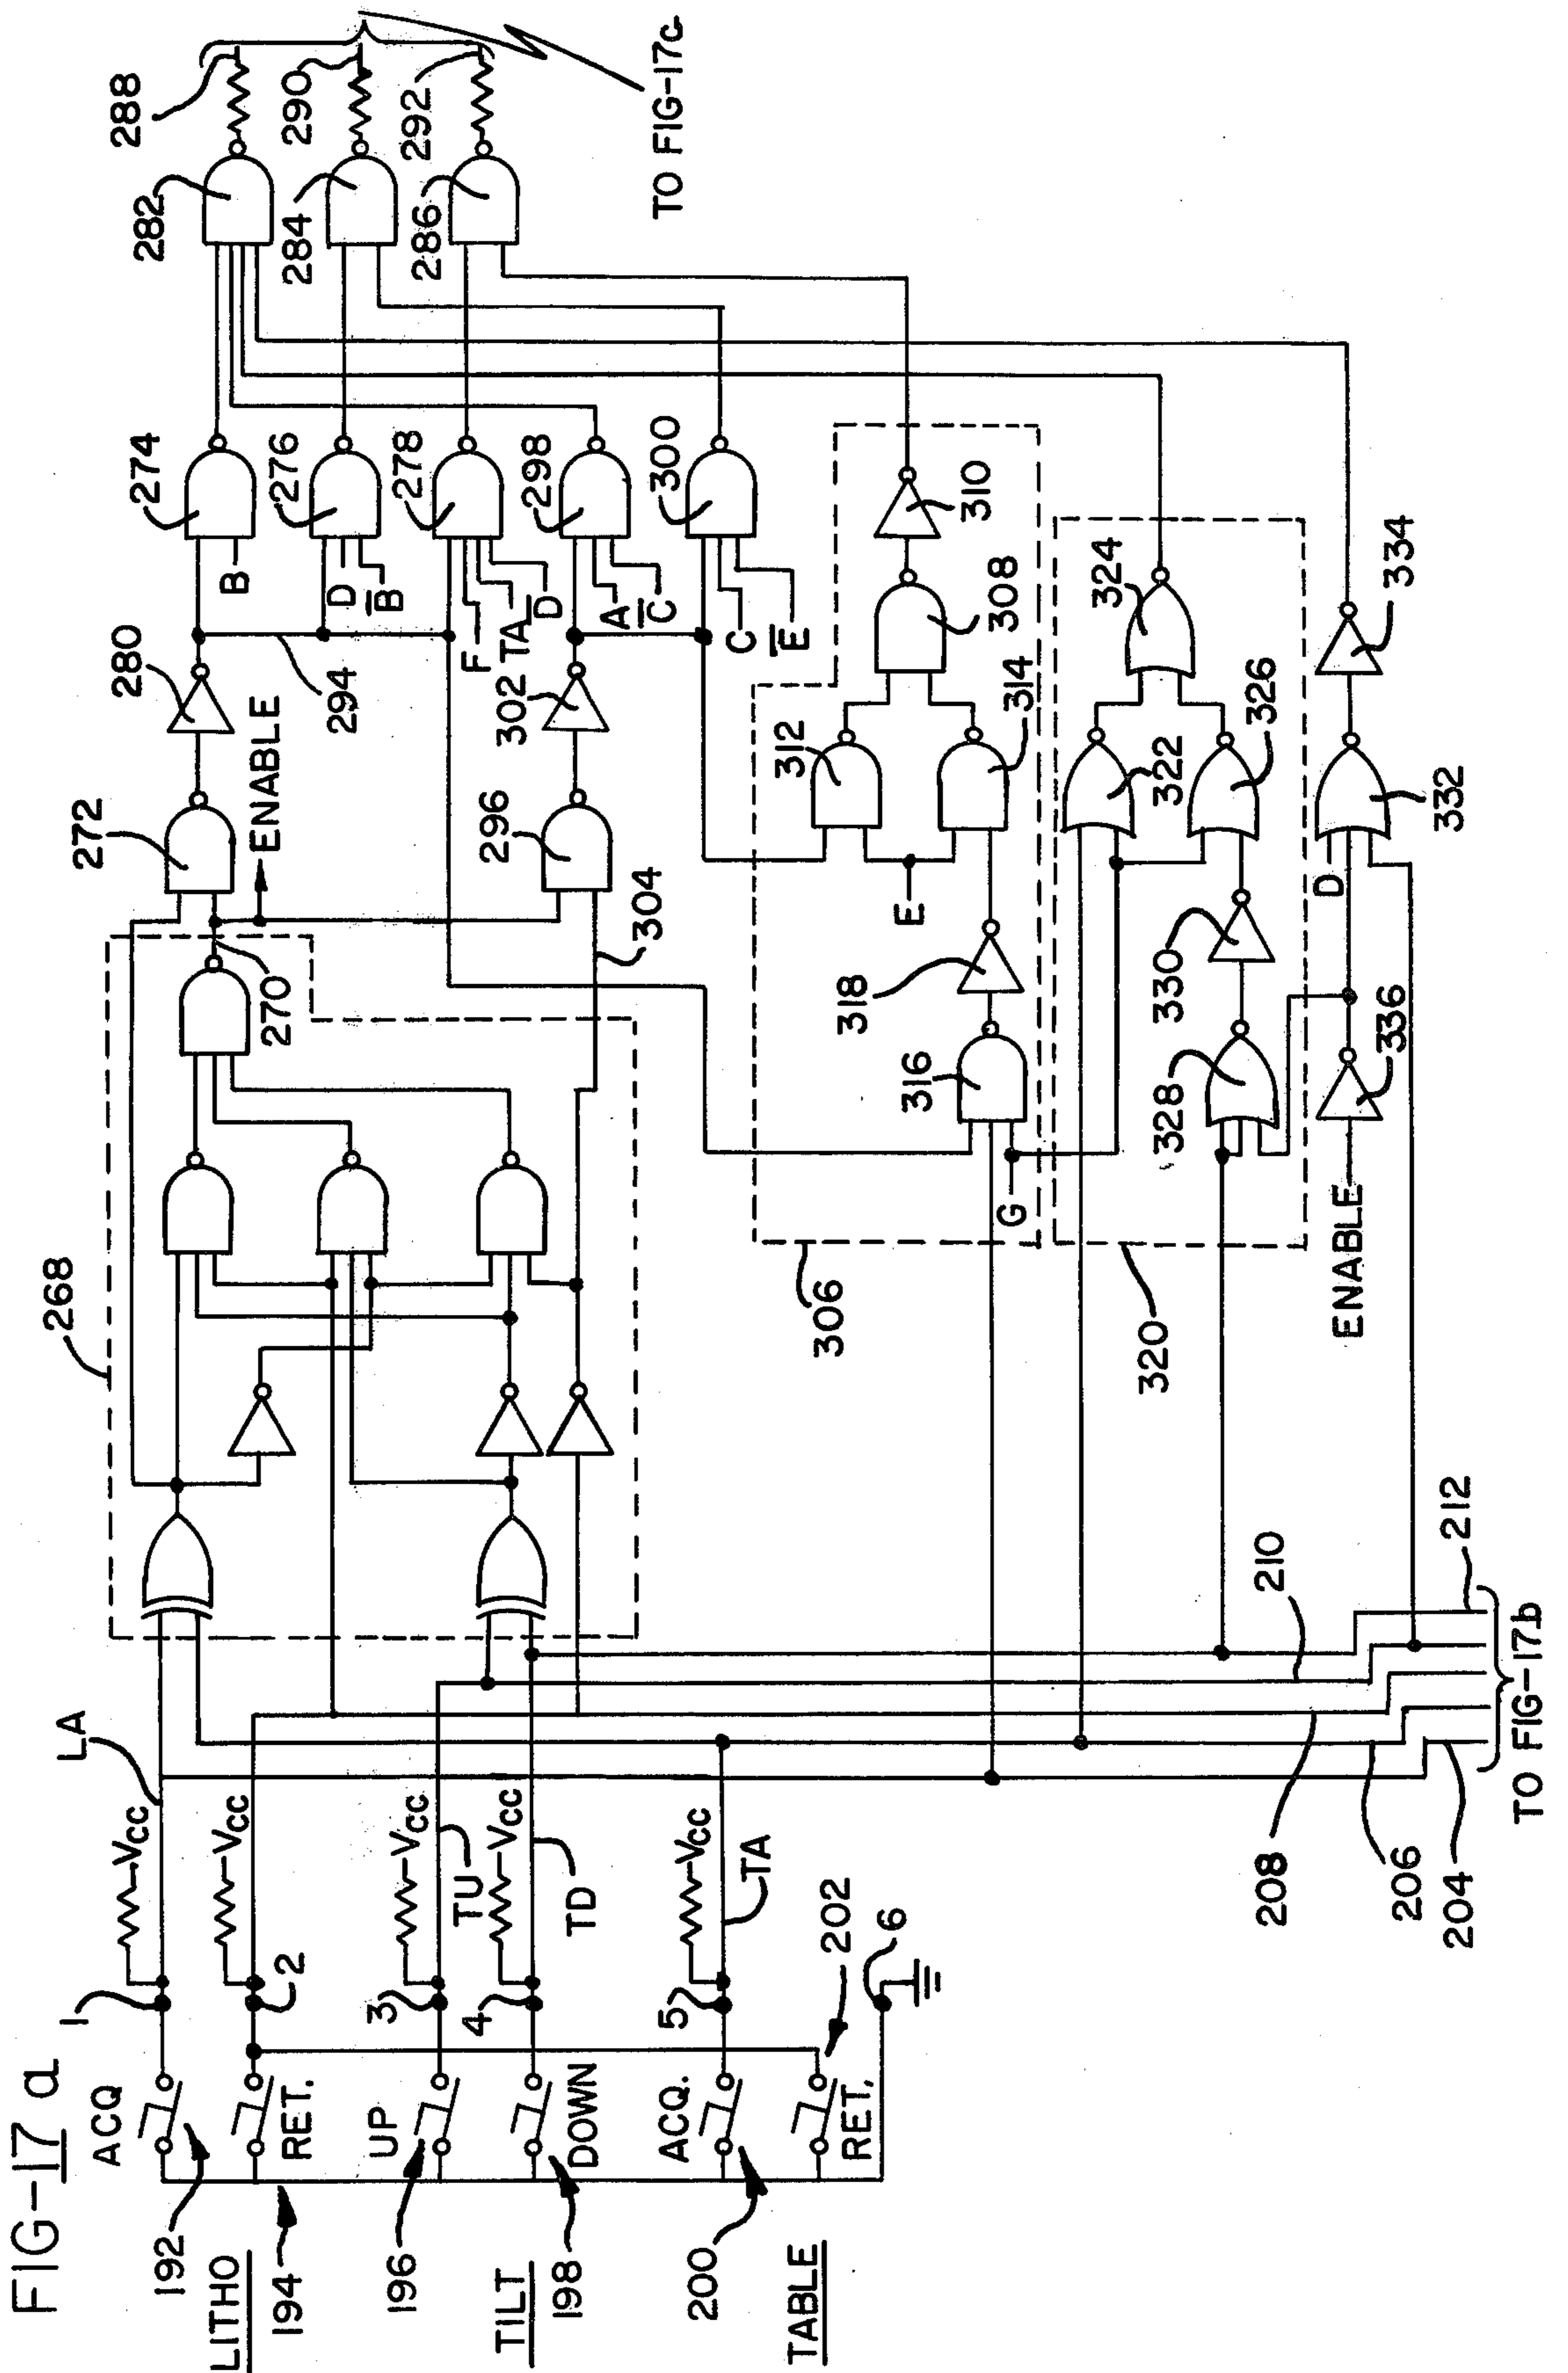 FIG-17 a
LITHO
ACQ
192
194
RET.
1
2
VCC
VCC
LA
TILT
UP
196
198
DOWN
3
4
VCC
TU
VCC
TD
TABLE
ACQ.
200
RET.
202
5
6
VCC
TA
268
270
272
ENABLE
280
294
274
B
276
D
B̅
278
F
TA
D̅
298
A
C̅
300
C
E̅
302
296
304
282
284
286
288
290
292
TO FIG-17c
306
316
G
318
E
312
314
308
310
320
328
330
322
326
324
ENABLE
336
D
332
334
208
206
204
210
212
TO FIG-17b